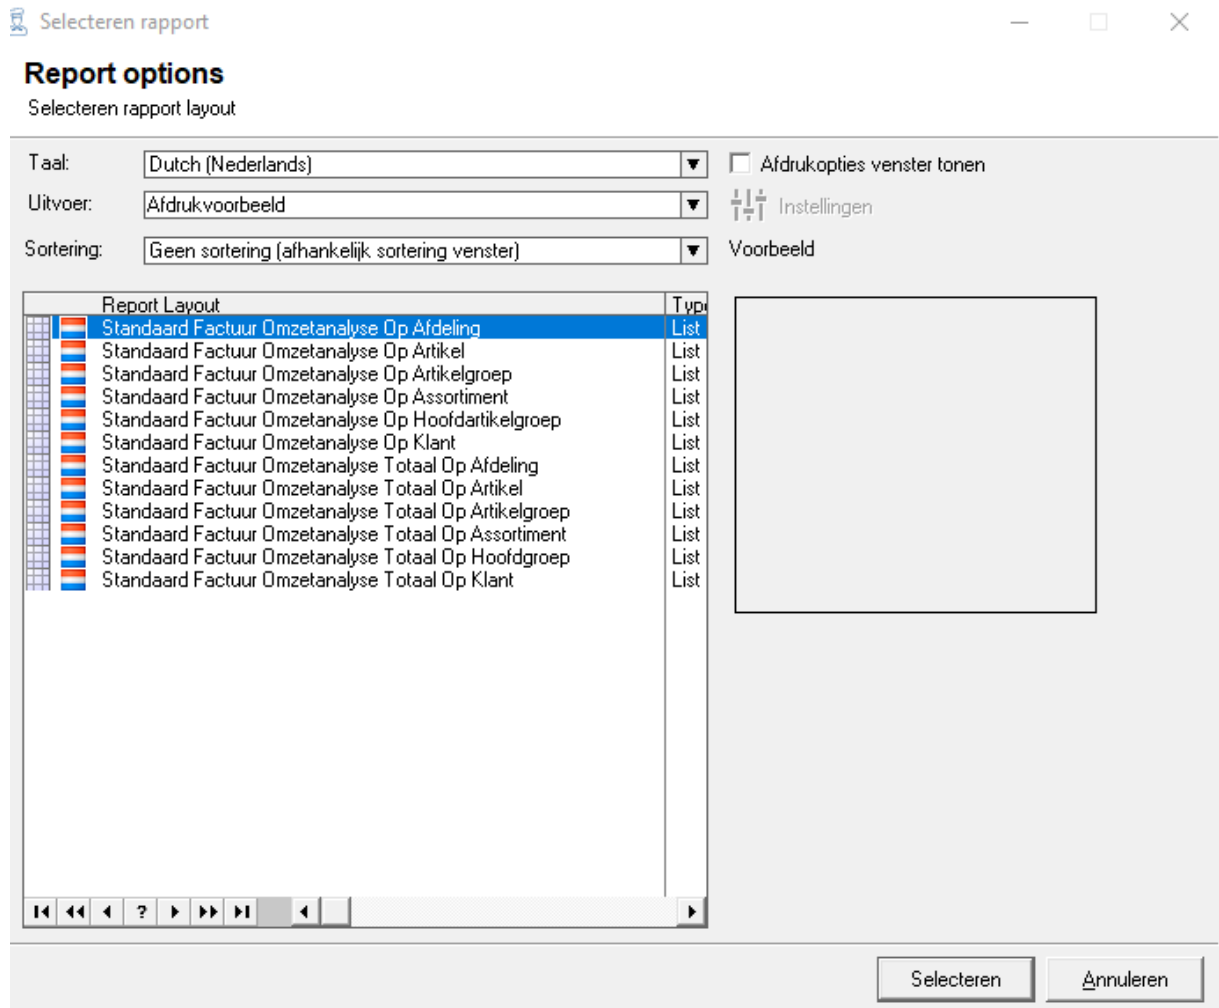 Selecteren rapport
Report options
Selecteren rapport layout
Taal: Dutch (Nederlands) Afdrukopties venster tonen
Uitvoer: Afdrukvoorbeeld Instellingen
Sortering: Geen sortering (afhankelijk sortering venster) Voorbeeld
Report Layout Type
Standaard Factuur Omzetanalyse Op Afdeling List
Standaard Factuur Omzetanalyse Op Artikel List
Standaard Factuur Omzetanalyse Op Artikelgroep List
Standaard Factuur Omzetanalyse Op Assortiment List
Standaard Factuur Omzetanalyse Op Hoofdartikelgroep List
Standaard Factuur Omzetanalyse Op Klant List
Standaard Factuur Omzetanalyse Totaal Op Afdeling List
Standaard Factuur Omzetanalyse Totaal Op Artikel List
Standaard Factuur Omzetanalyse Totaal Op Artikelgroep List
Standaard Factuur Omzetanalyse Totaal Op Assortiment List
Standaard Factuur Omzetanalyse Totaal Op Hoofdgroep List
Standaard Factuur Omzetanalyse Totaal Op Klant List
?
Selecteren Annuleren